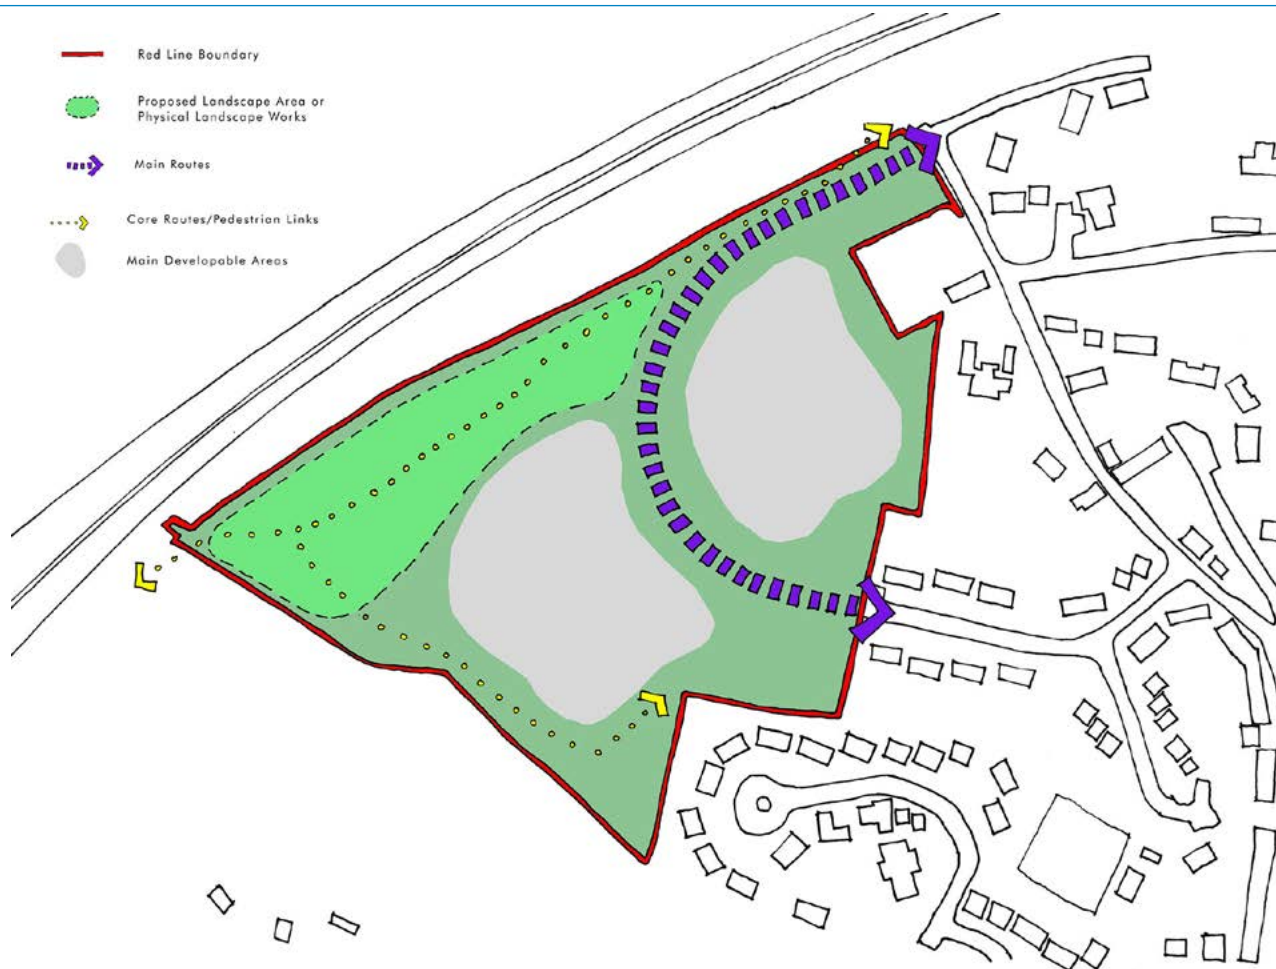 Red Line Boundary
Proposed Landscape Area or
Physical Landscape Works
Main Routes
Core Routes/Pedestrian Links
Main Developable Areas